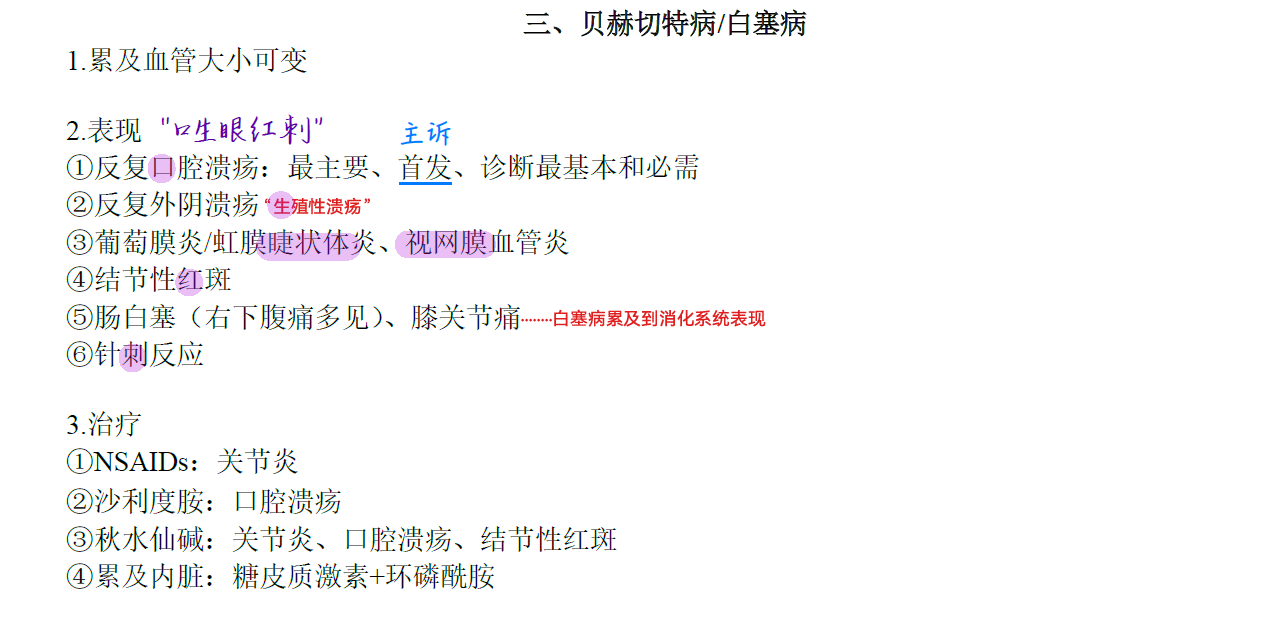 三、贝赫切特病/白塞病
1.累及血管大小可变
2.表现 "口生眼红刺" 主诉
①反复口腔溃疡：最主要、首发、诊断最基本和必需
②反复外阴溃疡 “生殖性溃疡”
③葡萄膜炎/虹膜睫状体炎、视网膜血管炎
④结节性红斑
⑤肠白塞（右下腹痛多见）、膝关节痛········白塞病累及到消化系统表现
⑥针刺反应
3.治疗
①NSAIDs：关节炎
②沙利度胺：口腔溃疡
③秋水仙碱：关节炎、口腔溃疡、结节性红斑
④累及内脏：糖皮质激素+环磷酰胺